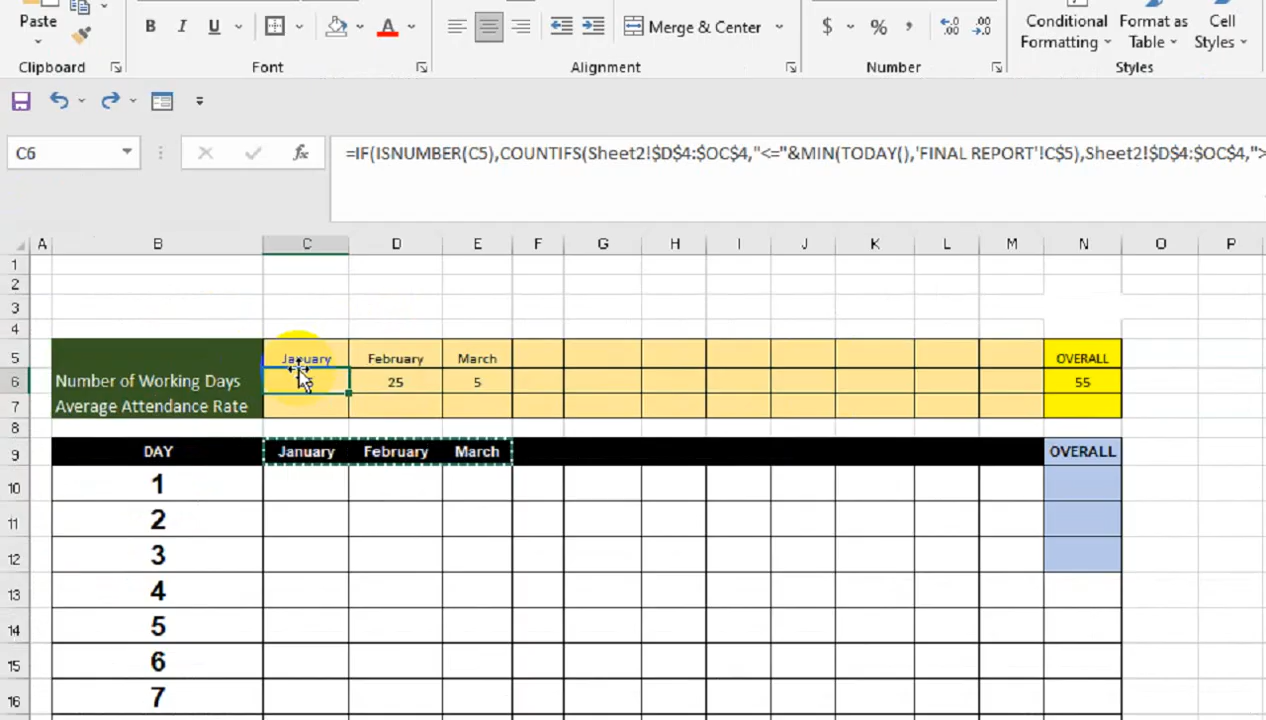 Paste
B I U
Merge & Center
$ % ,
Conditional Formatting
Format as Table
Cell Styles
Clipboard
Font
Alignment
Number
Styles
C6
fx
=IF(ISNUMBER(C5),COUNTIFS(Sheet2!$D$4:$OC$4,"<="&MIN(TODAY(),'FINAL REPORT'!C$5),Sheet2!$D$4:$OC$4,">
A B C D E F G H I J K L M N O P
1
2
3
4
5 January February March OVERALL
6 Number of Working Days 25 5 55
7 Average Attendance Rate
8
9 DAY January February March OVERALL
10 1
11 2
12 3
13 4
14 5
15 6
16 7